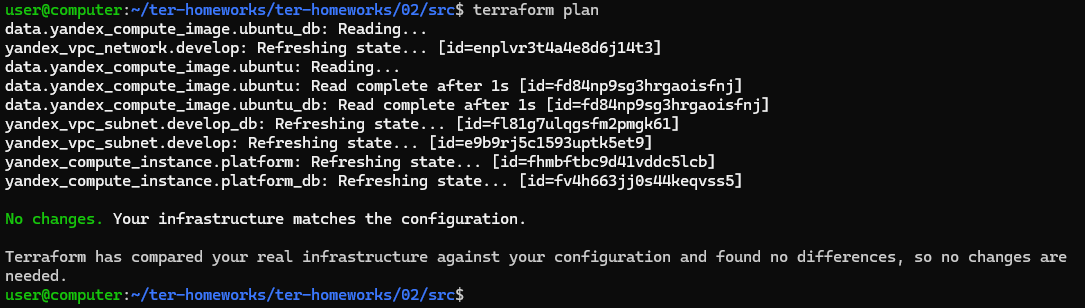 user@computer:~/ter-homeworks/ter-homeworks/02/src$ terraform plan
data.yandex_compute_image.ubuntu_db: Reading...
yandex_vpc_network.develop: Refreshing state... [id=enplvr3t4a4e8d6j14t3]
data.yandex_compute_image.ubuntu: Reading...
data.yandex_compute_image.ubuntu: Read complete after 1s [id=fd84np9sg3hrgaoisfnj]
data.yandex_compute_image.ubuntu_db: Read complete after 1s [id=fd84np9sg3hrgaoisfnj]
yandex_vpc_subnet.develop_db: Refreshing state... [id=fl81g7ulqgsfm2pmgk61]
yandex_vpc_subnet.develop: Refreshing state... [id=e9b9rj5c1593uptk5et9]
yandex_compute_instance.platform: Refreshing state... [id=fhmbftbc9d41vddc5lcb]
yandex_compute_instance.platform_db: Refreshing state... [id=fv4h663jj0s44keqvss5]
No changes. Your infrastructure matches the configuration.
Terraform has compared your real infrastructure against your configuration and found no differences, so no changes are
needed.
user@computer:~/ter-homeworks/ter-homeworks/02/src$